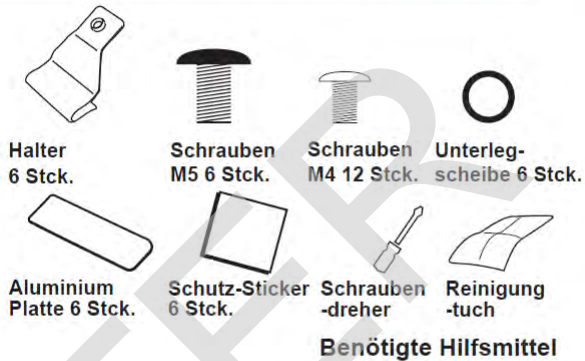 Halter
6 Stck.
Schrauben
M5 6 Stck.
Schrauben
M4 12 Stck.
Unterleg-
scheibe 6 Stck.
Aluminium
Platte 6 Stck.
Schutz-Sticker
6 Stck.
Schrauben
-dreher
Reinigung
-tuch
Benötigte Hilfsmittel